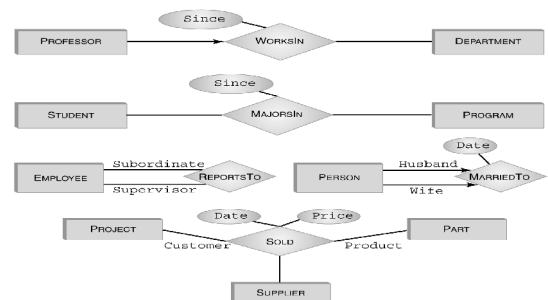 Since
PROFESSOR
WORKSIN
DEPARTMENT
Since
STUDENT
MAJORSIN
PROGRAM
Date
Subordinate
Husband
EMPLOYEE
REPORTSTO
PERSON
MARRIEDTO
Supervisor
Wife
Date
Price
PROJECT
SOLD
PART
Customer
Product
SUPPLIER